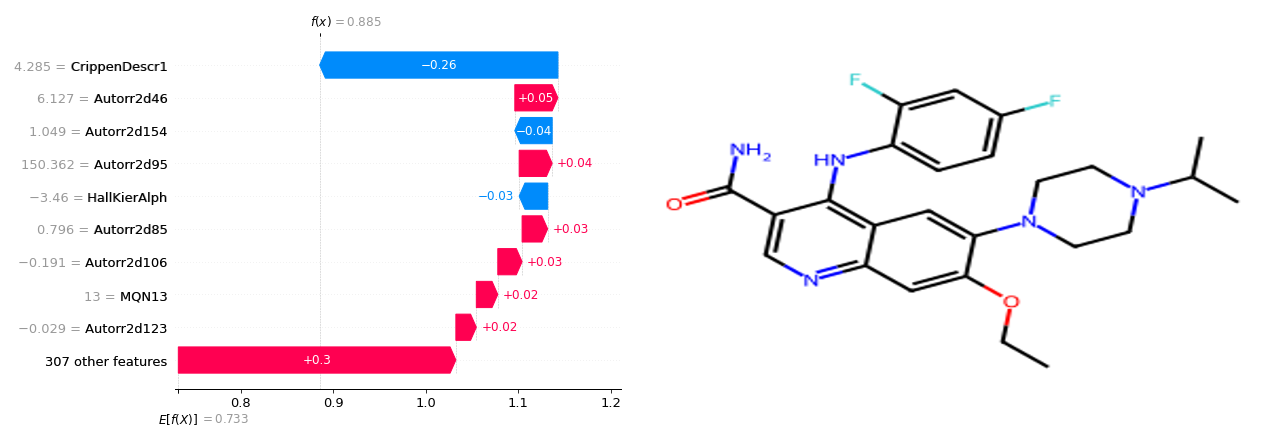 f(x) = 0.885
4.285 = CrippenDescr1
−0.26
6.127 = Autorr2d46
+0.05
1.049 = Autorr2d154
−0.04
150.362 = Autorr2d95
+0.04
−3.46 = HallKierAlph
−0.03
0.796 = Autorr2d85
+0.03
−0.191 = Autorr2d106
+0.03
13 = MQN13
+0.02
−0.029 = Autorr2d123
+0.02
307 other features
+0.3
0.8 0.9 1.0 1.1 1.2
E[f(X)] = 0.733
F
F
NH2
HN
O
N
N
N
O